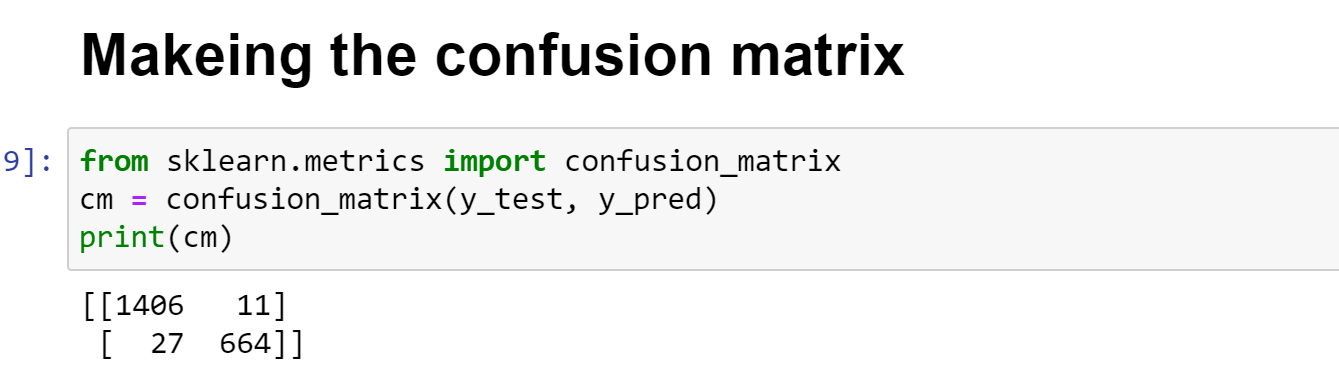 Makeing the confusion matrix
9]: from sklearn.metrics import confusion_matrix
cm = confusion_matrix(y_test, y_pred)
print(cm)
[[1406   11]
 [  27  664]]